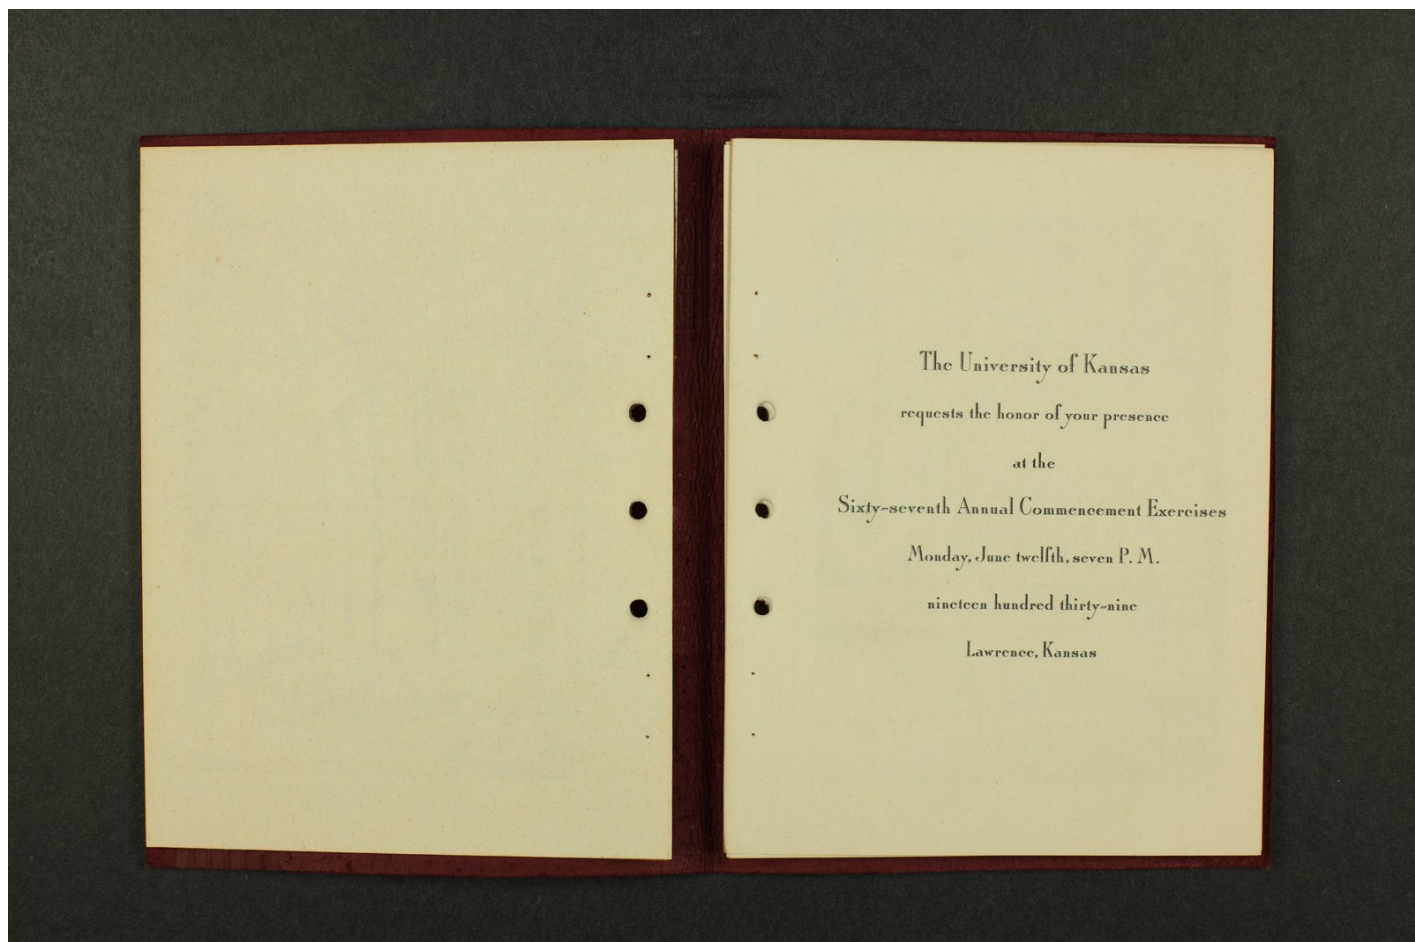 The University of Kansas
requests the honor of your presence
at the
Sixty-seventh Annual Commencement Exercises
Monday, June twelfth, seven P. M.
nineteen hundred thirty-nine
Lawrence, Kansas